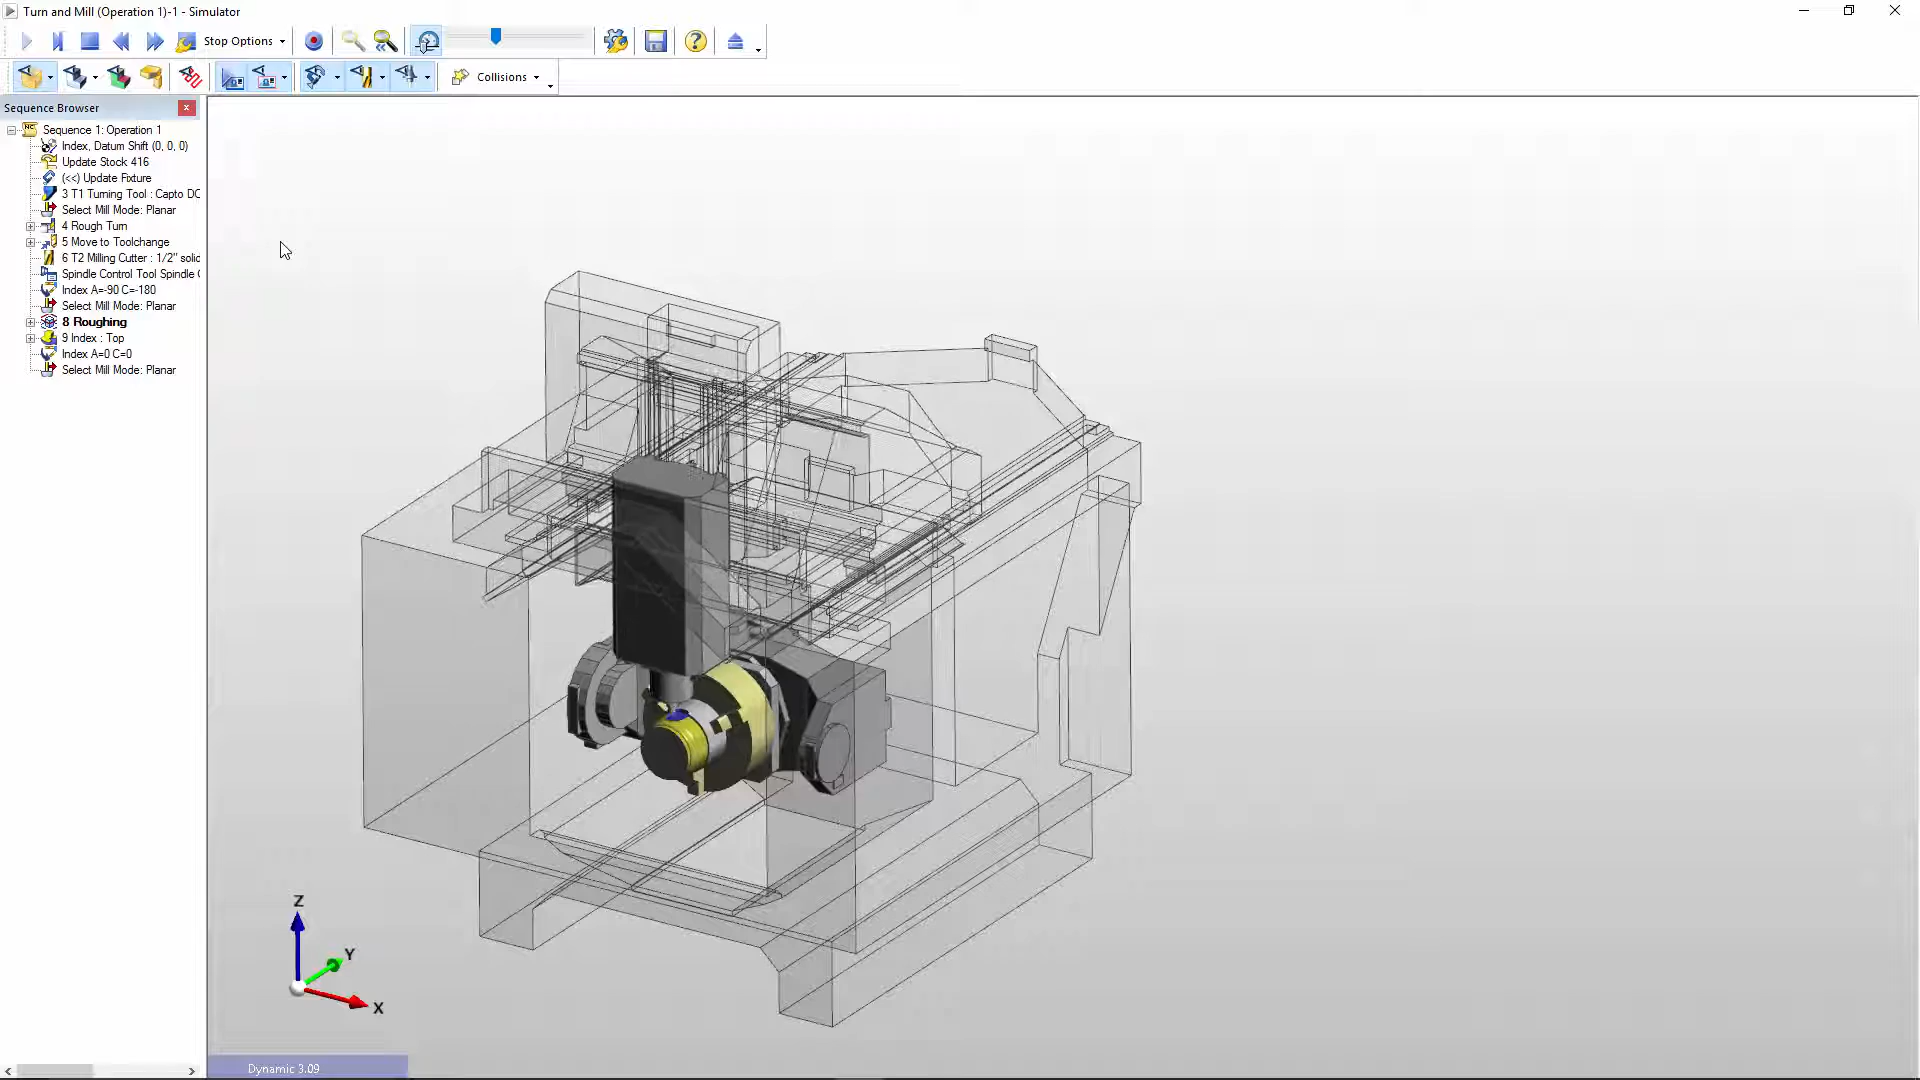 Turn and Mill (Operation 1)-1 - Simulator
Stop Options
Collisions
Sequence Browser
Sequence 1: Operation 1
Index, Datum Shift (0, 0, 0)
Update Stock 416
(<<) Update Fixture
3 T1 Turning Tool : Capto DC
Select Mill Mode: Planar
4 Rough Turn
5 Move to Toolchange
6 T2 Milling Cutter : 1/2" solid
Spindle Control Tool Spindle
Index A=-90 C=-180
Select Mill Mode: Planar
8 Roughing
9 Index : Top
Index A=0 C=0
Select Mill Mode: Planar
Z
Y
X
Dynamic 3.09